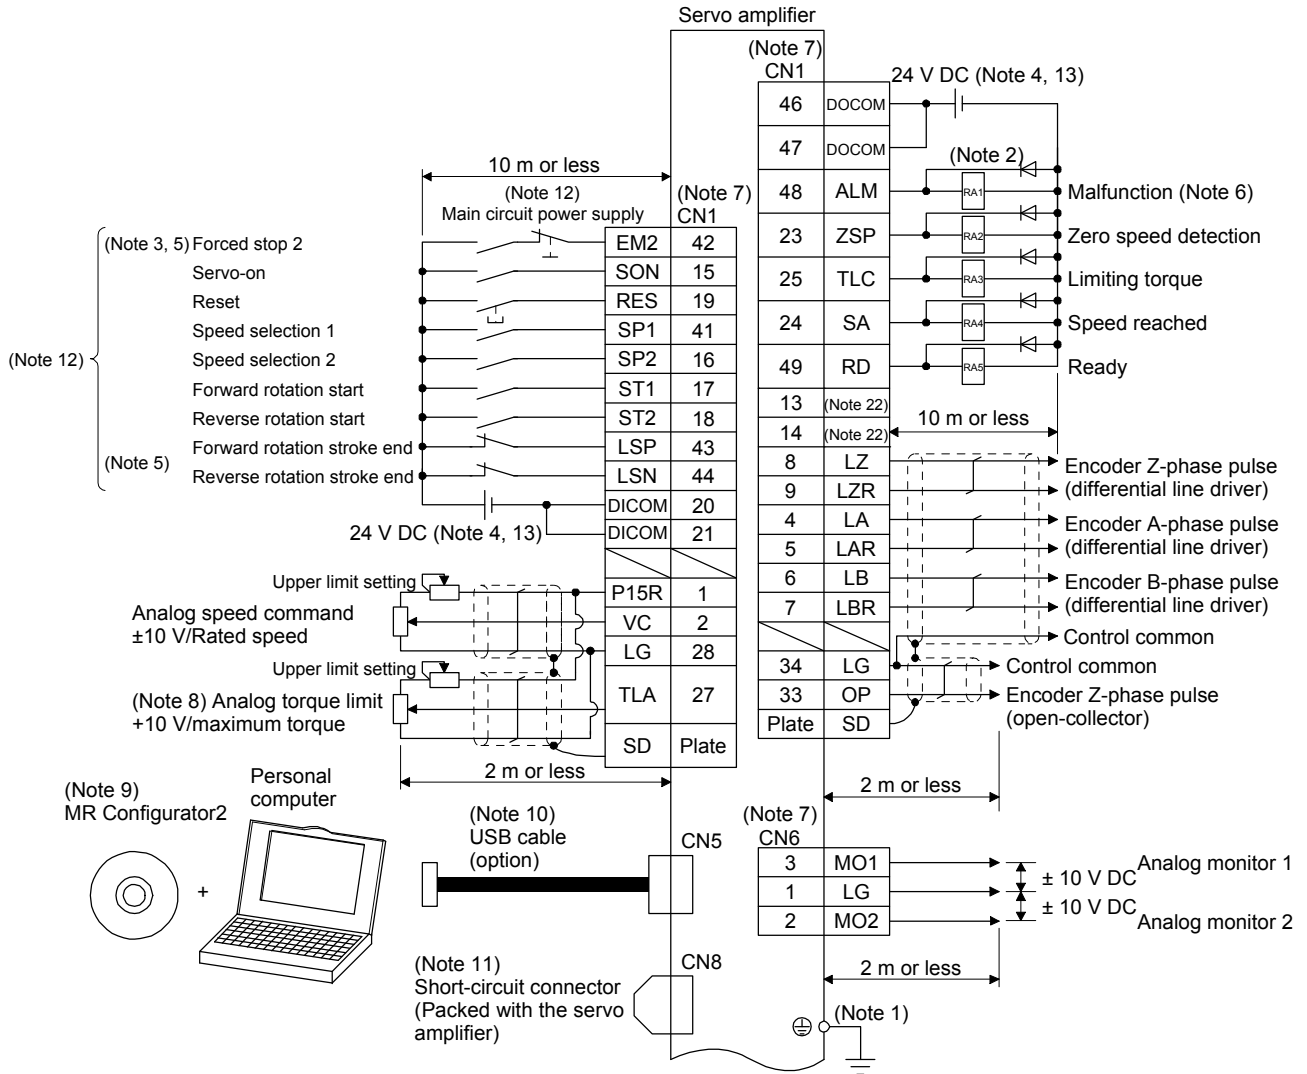 Servo amplifier
(Note 7)
CN1
24 V DC (Note 4, 13)
46 DOCOM
47 DOCOM
(Note 2)
48 ALM RA1 Malfunction (Note 6)
23 ZSP RA2 Zero speed detection
25 TLC RA3 Limiting torque
24 SA RA4 Speed reached
49 RD RA5 Ready
13 (Note 22)
14 (Note 22)
10 m or less
8 LZ
9 LZR
Encoder Z-phase pulse
(differential line driver)
4 LA
5 LAR
Encoder A-phase pulse
(differential line driver)
6 LB
7 LBR
Encoder B-phase pulse
(differential line driver)
Control common
34 LG Control common
33 OP Encoder Z-phase pulse
(open-collector)
Plate SD
2 m or less
10 m or less
(Note 12)
Main circuit power supply
(Note 7)
CN1
(Note 12)
(Note 3, 5) Forced stop 2 EM2 42
Servo-on SON 15
Reset RES 19
Speed selection 1 SP1 41
Speed selection 2 SP2 16
Forward rotation start ST1 17
Reverse rotation start ST2 18
(Note 5)
Forward rotation stroke end LSP 43
Reverse rotation stroke end LSN 44
DICOM 20
24 V DC (Note 4, 13) DICOM 21
Upper limit setting
P15R 1
Analog speed command
±10 V/Rated speed
VC 2
LG 28
Upper limit setting
(Note 8) Analog torque limit
+10 V/maximum torque
TLA 27
SD Plate
2 m or less
(Note 9)
MR Configurator2
+
Personal
computer
(Note 10)
USB cable
(option)
CN5
(Note 11)
Short-circuit connector
(Packed with the servo
amplifier)
CN8
(Note 7)
CN6
3 MO1 Analog monitor 1
± 10 V DC
1 LG
± 10 V DC
2 MO2 Analog monitor 2
2 m or less
(Note 1)